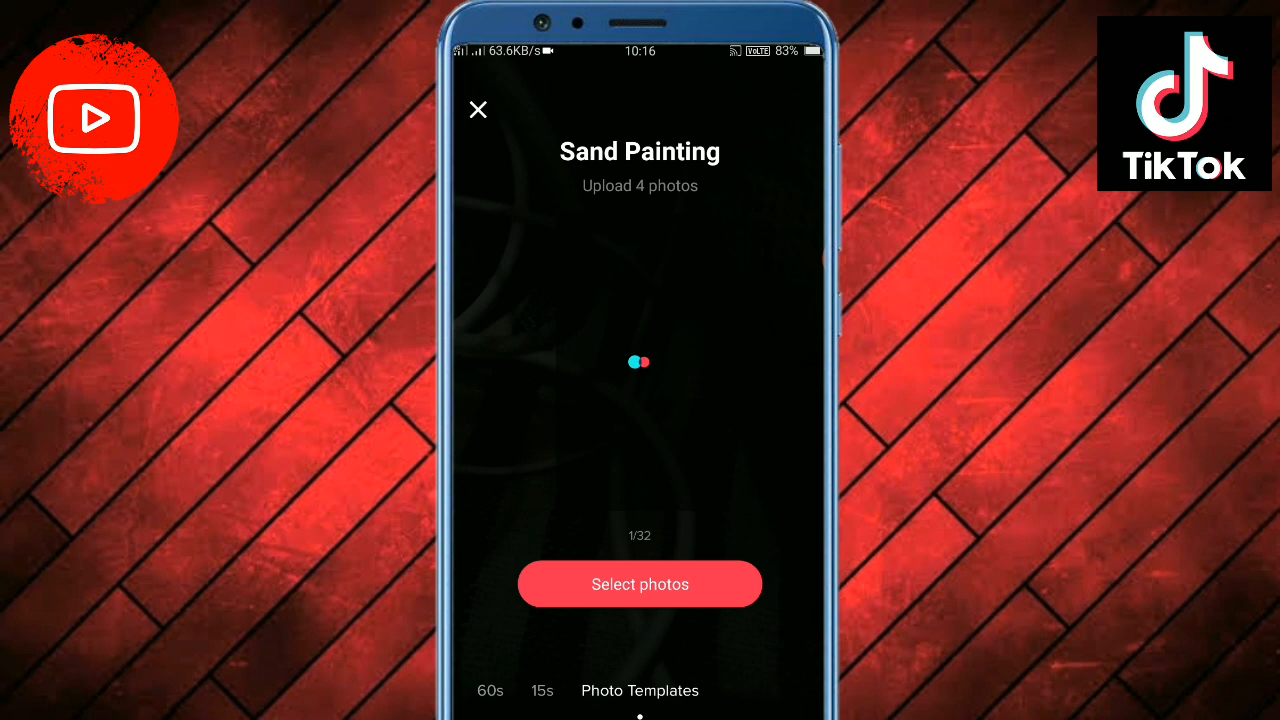 63.6KB/s
10:16
VoLTE
83%
Sand Painting
Upload 4 photos
1/32
Select photos
60s
15s
Photo Templates
TikTok